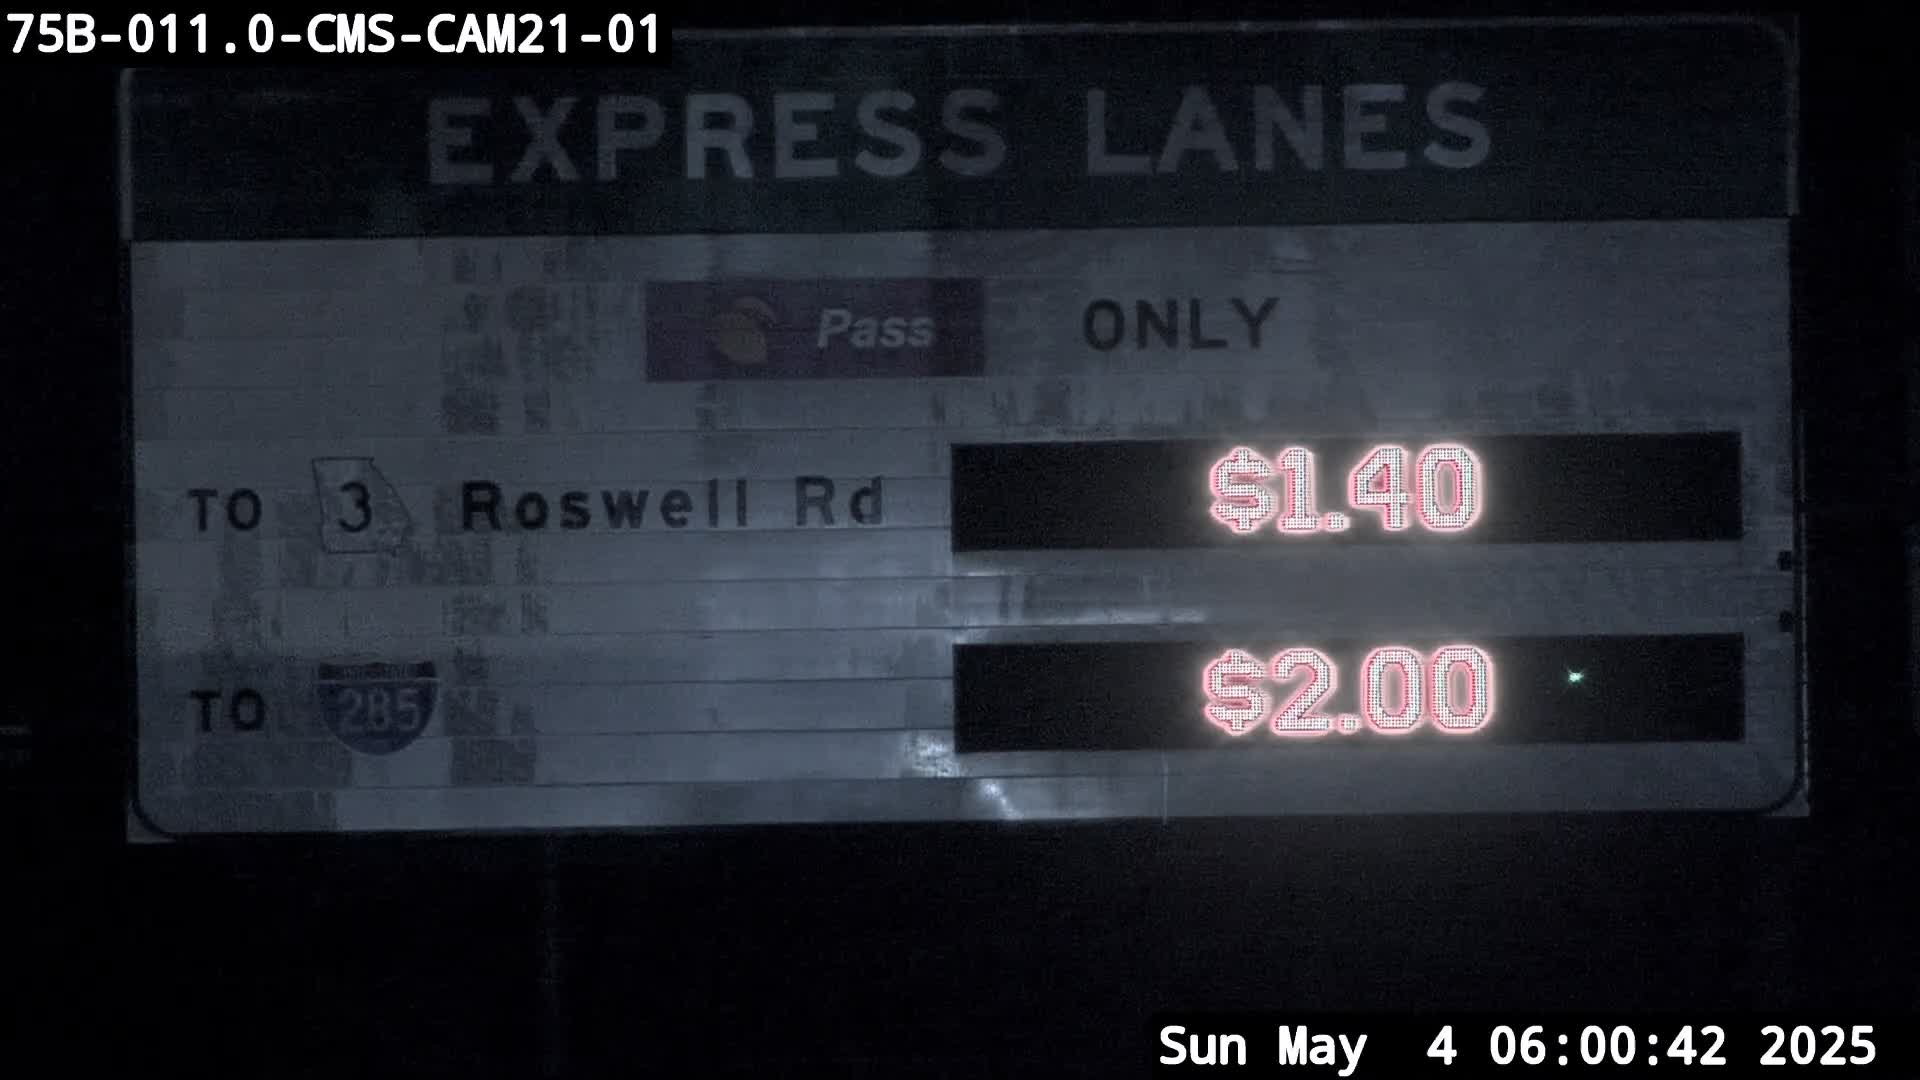 75B-011.0-CMS-CAM21-01
EXPRESS LANES
Pass ONLY
TO 3 Roswell Rd $1.40
TO INTERSTATE 285 $2.00
Sun May 4 06:00:42 2025